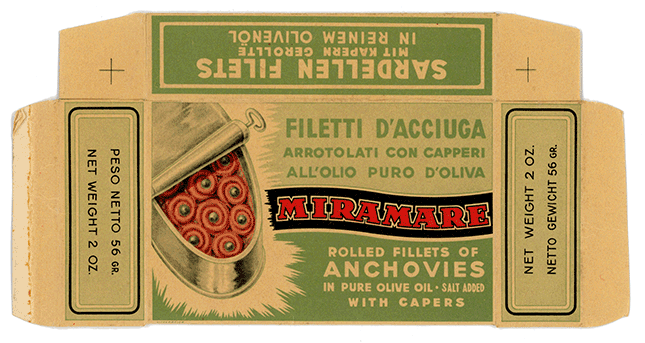 SARDELLEN FILETS
MIT KAPERN GEROLLTE
IN REINEM OLIVENÖL
PESO NETTO 56 GR.
NET WEIGHT 2 OZ.
FILETTI D'ACCIUGA
ARROTOLATI CON CAPPERI
ALL'OLIO PURO D'OLIVA
MIRAMARE
ROLLED FILLETS OF
ANCHOVIES
IN PURE OLIVE OIL · SALT ADDED
WITH CAPERS
NET WEIGHT 2 OZ.
NETTO GEWICHT 56 GR.